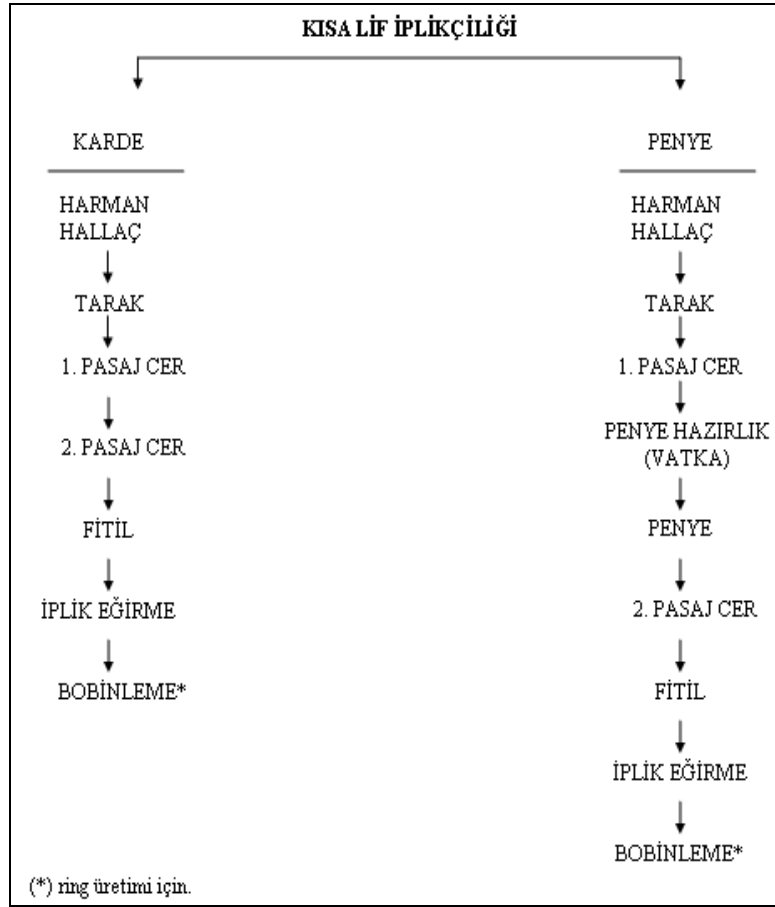 KISA LİF İPLİKÇİLİĞİ
KARDE
HARMAN
HALLAÇ
TARAK
1. PASAJ CER
2. PASAJ CER
FİTİL
İPLİK EĞİRME
BOBİNLEME*
PENYE
HARMAN
HALLAÇ
TARAK
1. PASAJ CER
PENYE HAZIRLIK
(VATKA)
PENYE
2. PASAJ CER
FİTİL
İPLİK EĞİRME
BOBİNLEME*
(*) ring üretimi için.